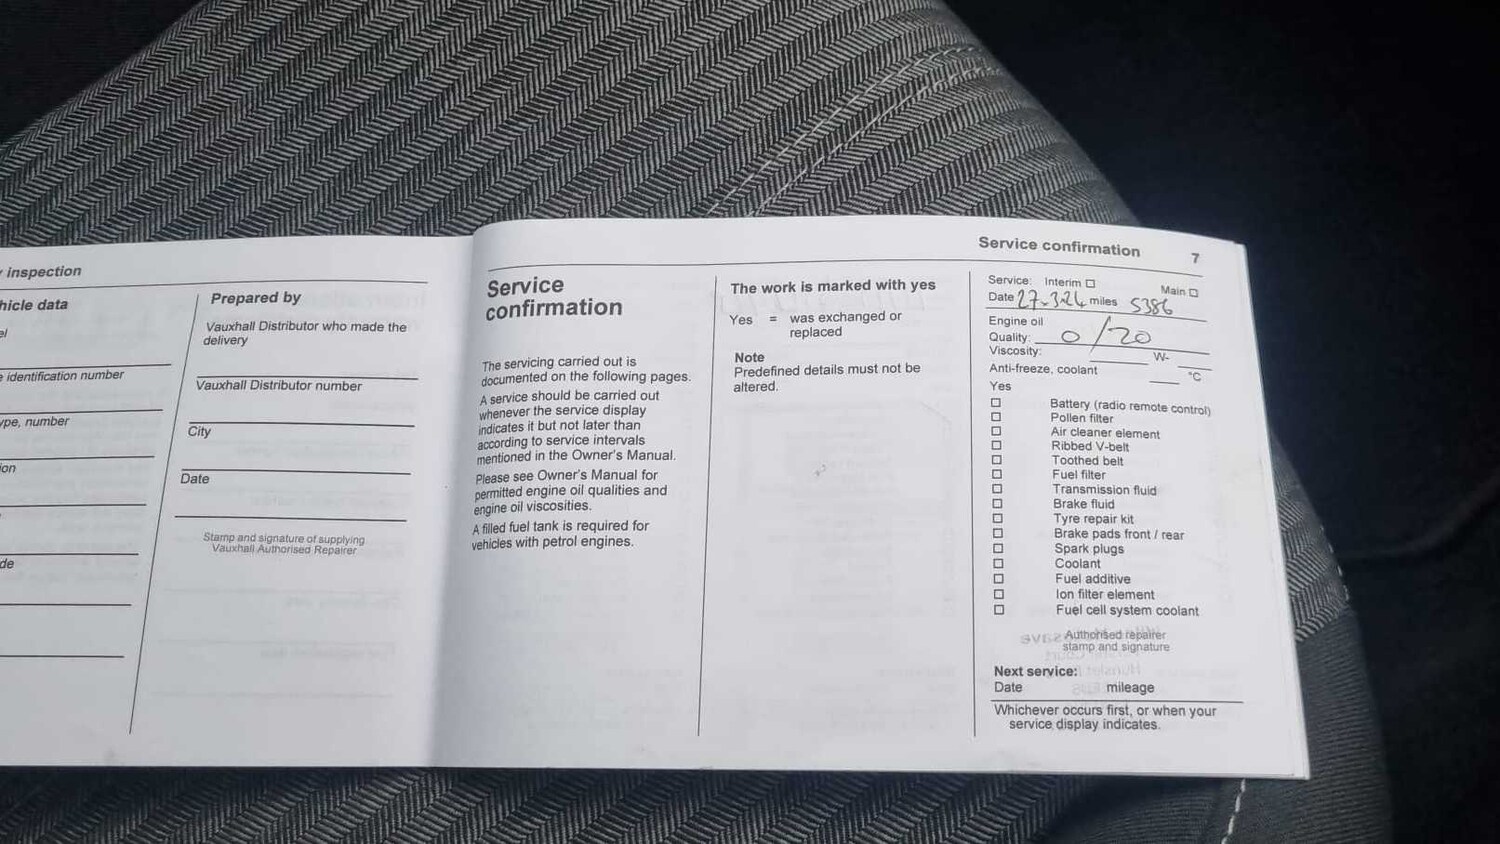 inspection
hicle data
identification number
ype, number
ion
de
Prepared by
Vauxhall Distributor who made the
delivery
Vauxhall Distributor number
City
Date
Stamp and signature of supplying
Vauxhall Authorised Repairer
Service confirmation 7
Service
confirmation
The servicing carried out is
documented on the following pages.
A service should be carried out
whenever the service display
indicates it but not later than
according to service intervals
mentioned in the Owner's Manual.
Please see Owner's Manual for
permitted engine oil qualities and
engine oil viscosities.
A filled fuel tank is required for
vehicles with petrol engines.
The work is marked with yes
Yes = was exchanged or
replaced
Note
Predefined details must not be
altered.
Service: Interim □ Main □
Date 27.3.24 miles 5386
Engine oil
Quality: 0/20
Viscosity: W-
Anti-freeze, coolant °C
Yes
□ Battery (radio remote control)
□ Pollen filter
□ Air cleaner element
□ Ribbed V-belt
□ Toothed belt
□ Fuel filter
□ Transmission fluid
□ Brake fluid
□ Tyre repair kit
□ Brake pads front / rear
□ Spark plugs
□ Coolant
□ Fuel additive
□ Ion filter element
□ Fuel cell system coolant
Authorised repairer
stamp and signature
Next service:
Date mileage
Whichever occurs first, or when your
service display indicates.